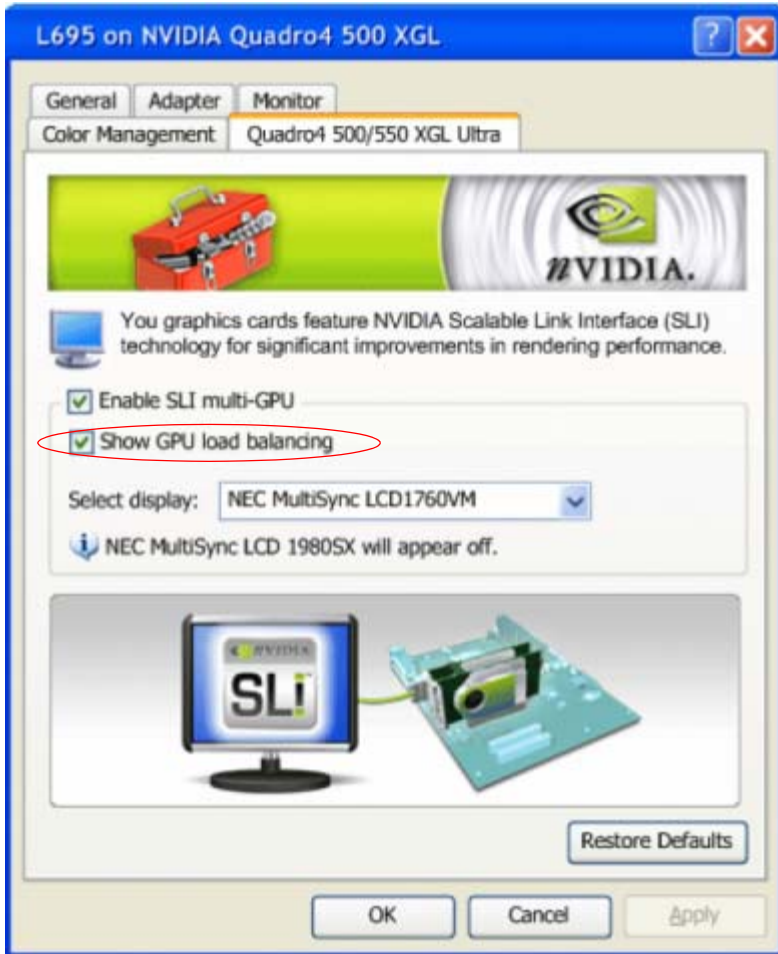 L695 on NVIDIA Quadro4 500 XGL
General Adapter Monitor
Color Management Quadro4 500/550 XGL Ultra
nVIDIA.
You graphics cards feature NVIDIA Scalable Link Interface (SLI)
technology for significant improvements in rendering performance.
Enable SLI multi-GPU
Show GPU load balancing
Select display: NEC MultiSync LCD1760VM
NEC MultiSync LCD 1980SX will appear off.
nVIDIA
SLI
Restore Defaults
OK Cancel Apply